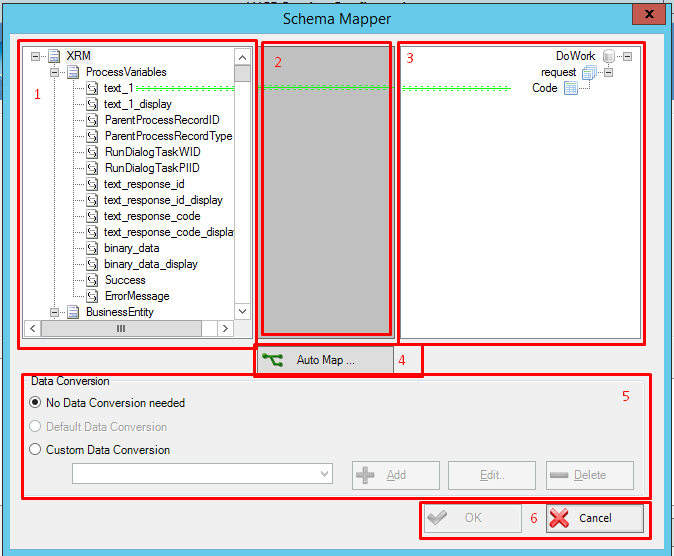 Schema Mapper
x
1
XRM
ProcessVariables
text_1
text_1_display
ParentProcessRecordID
ParentProcessRecordType
RunDialogTaskWID
RunDialogTaskPIID
text_response_id
text_response_id_display
text_response_code
text_response_code_displa
binary_data
binary_data_display
Success
ErrorMessage
BusinessEntity
2
3
DoWork
request
Code
Auto Map ...
4
Data Conversion
5
No Data Conversion needed
Default Data Conversion
Custom Data Conversion
Add
Edit..
Delete
OK
6
Cancel